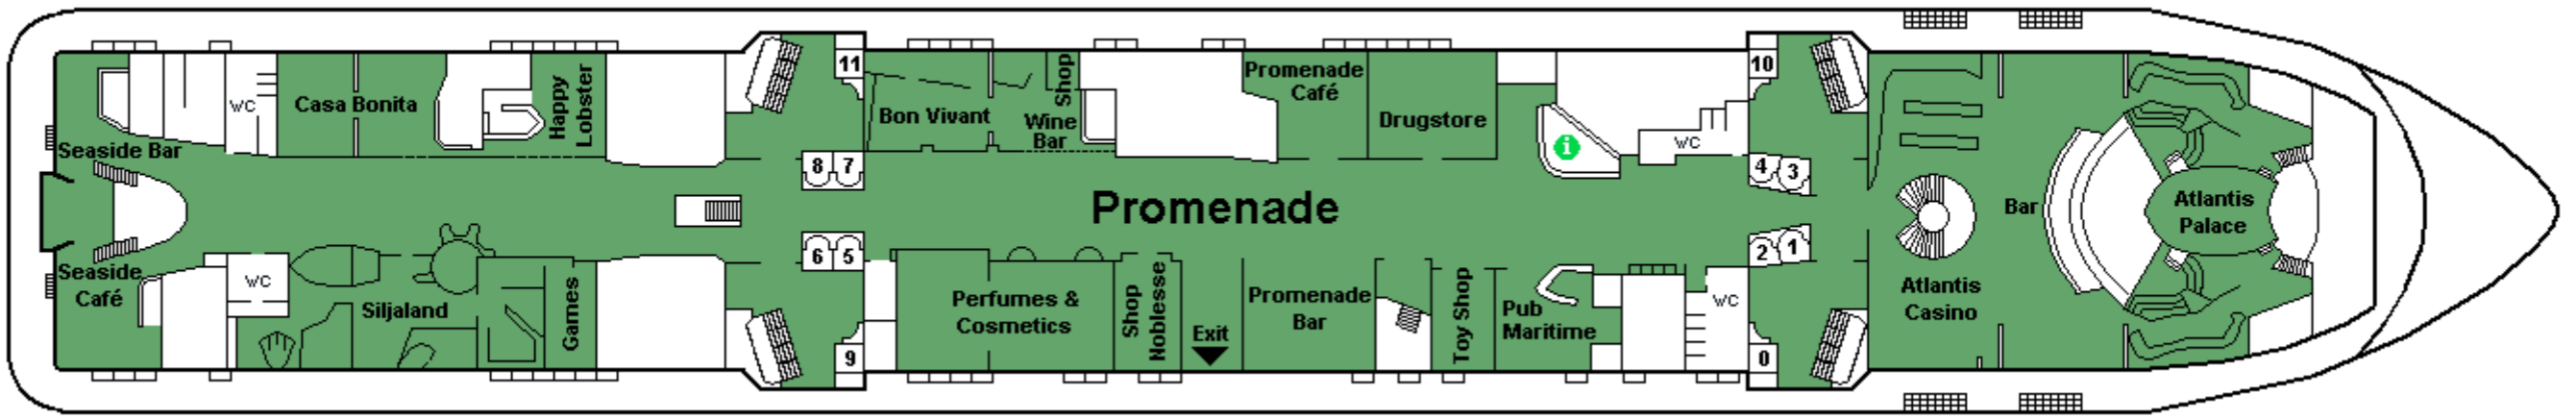 11
10
WC
Casa Bonita
Happy
Lobster
Bon Vivant
Shop
Wine
Bar
Promenade
Café
Drugstore
i
WC
Seaside Bar
8
7
4
3
Promenade
Bar
Atlantis
Palace
6
5
2
1
Seaside
Café
WC
Siljaland
Games
Perfumes &
Cosmetics
Shop
Noblesse
Exit
Promenade
Bar
Toy Shop
Pub
Maritime
WC
Atlantis
Casino
9
0